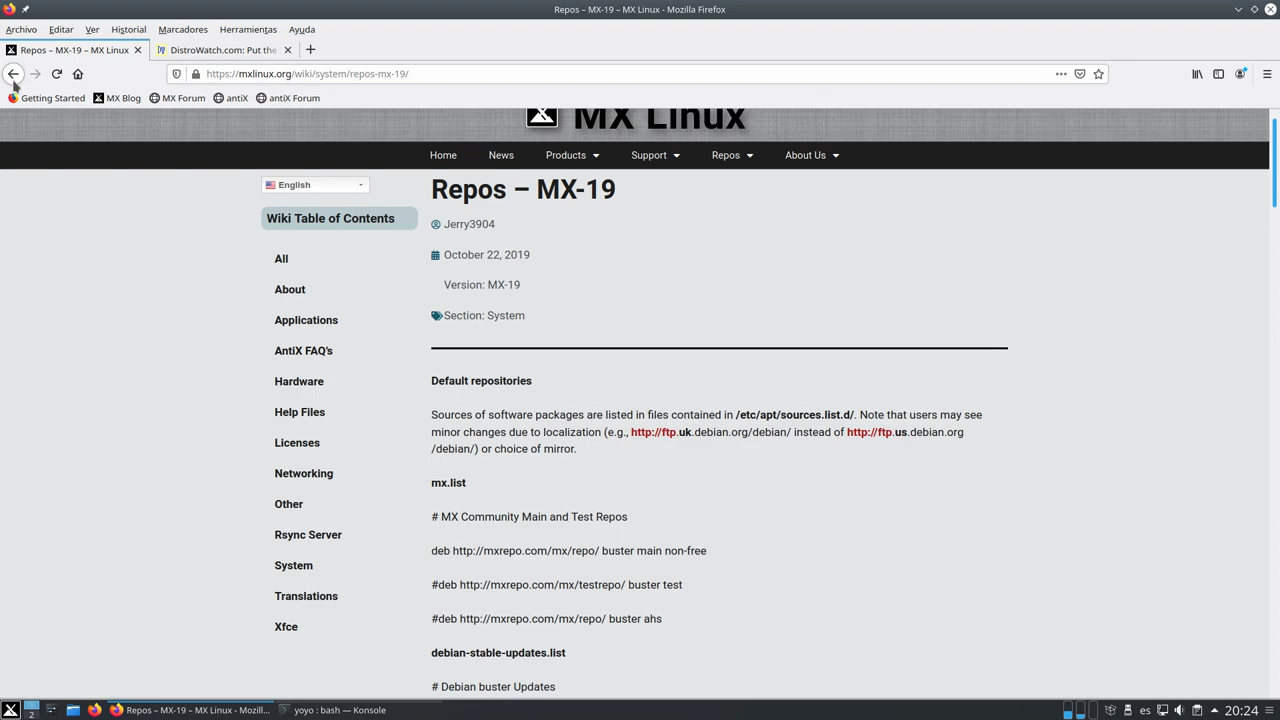 Repos – MX-19 – MX Linux - Mozilla Firefox
Archivo Editar Ver Historial Marcadores Herramientas Ayuda
Repos – MX-19 – MX Linux DistroWatch.com: Put the
https://mxlinux.org/wiki/system/repos-mx-19/
Getting Started MX Blog MX Forum antiX antiX Forum
MX Linux
Home News Products Support Repos About Us
English
Wiki Table of Contents
All
About
Applications
AntiX FAQ's
Hardware
Help Files
Licenses
Networking
Other
Rsync Server
System
Translations
Xfce
Repos – MX-19
Jerry3904
October 22, 2019
Version: MX-19
Section: System
Default repositories
Sources of software packages are listed in files contained in /etc/apt/sources.list.d/. Note that users may see
minor changes due to localization (e.g., http://ftp.uk.debian.org/debian/ instead of http://ftp.us.debian.org
/debian/) or choice of mirror.
mx.list
# MX Community Main and Test Repos
deb http://mxrepo.com/mx/repo/ buster main non-free
#deb http://mxrepo.com/mx/testrepo/ buster test
#deb http://mxrepo.com/mx/repo/ buster ahs
debian-stable-updates.list
# Debian buster Updates
2 Repos – MX-19 – MX Linux - Mozilla... yoyo : bash — Konsole es 20:24